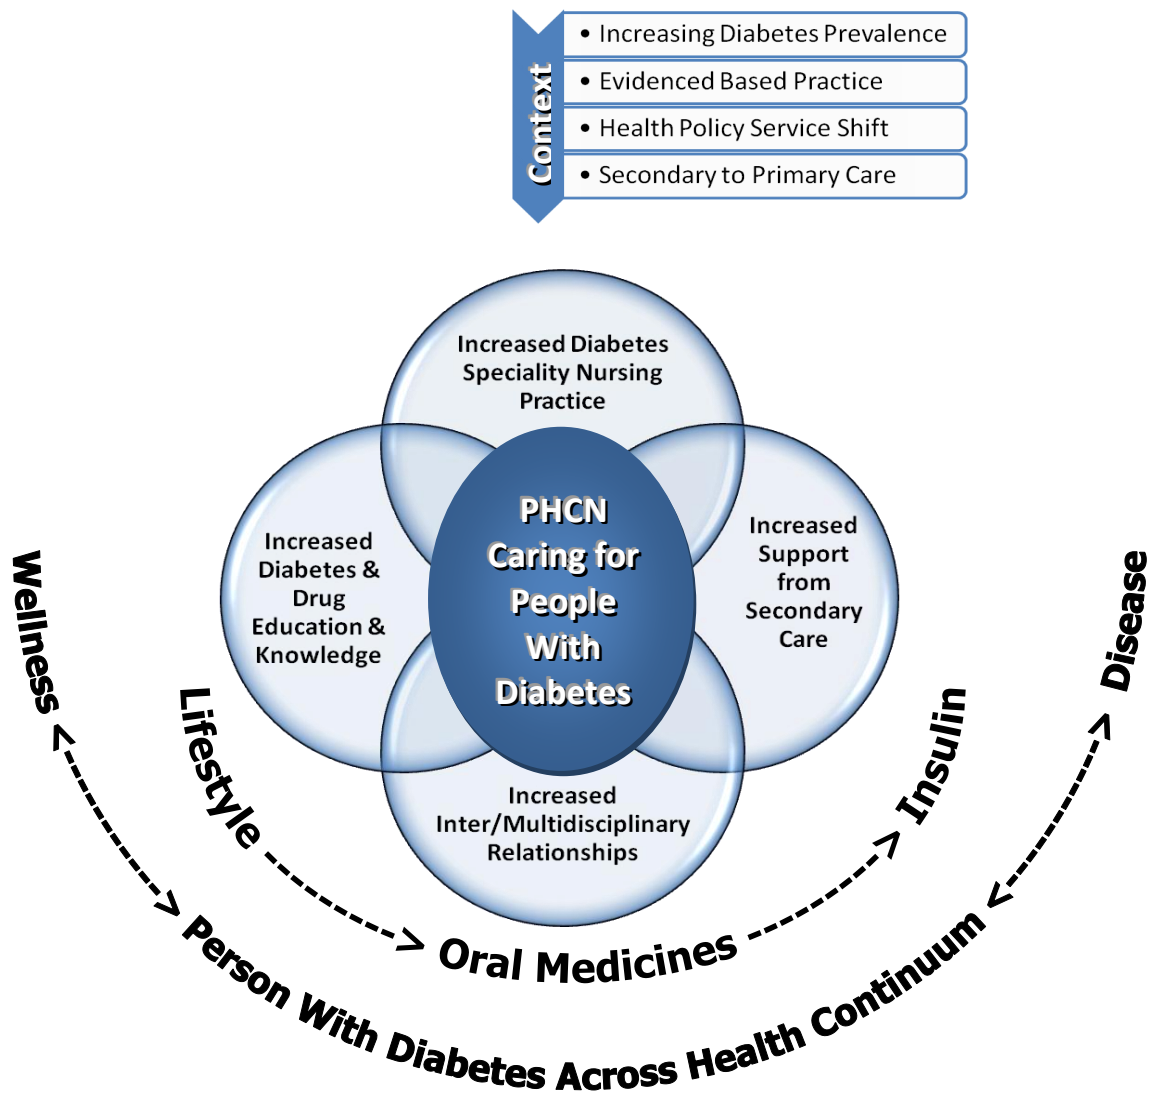 Context
• Increasing Diabetes Prevalence
• Evidenced Based Practice
• Health Policy Service Shift
• Secondary to Primary Care
Increased Diabetes
Speciality Nursing
Practice
Increased
Diabetes &
Drug
Education &
Knowledge
PHCN
Caring for
People
With
Diabetes
Increased
Support
from
Secondary
Care
Increased
Inter/Multidisciplinary
Relationships
Lifestyle
Oral Medicines
Insulin
Wellness
Person With Diabetes Across Health Continuum
Disease